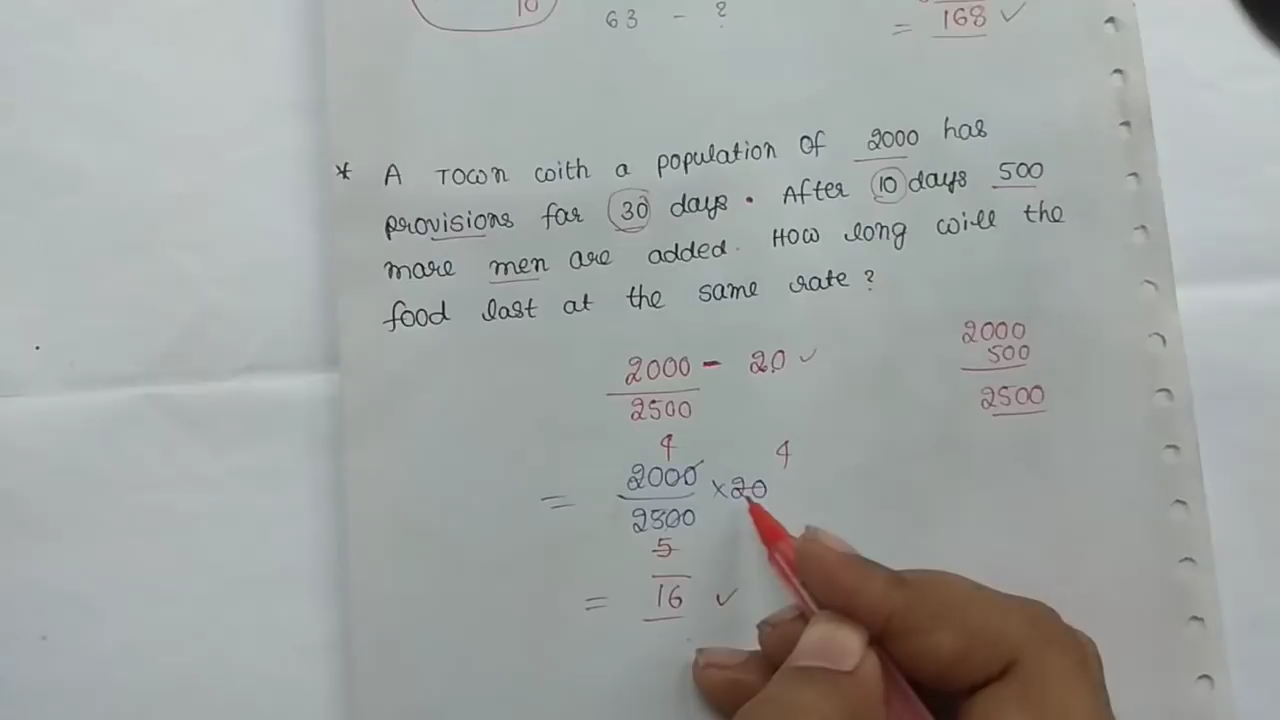 10
63 - ?
= 168 ✓
* A Town with a population of 2000 has
provisions for 30 days. After 10 days 500
more men are added. How long will the
food last at the same rate?
2000 - 20 ✓
2500
2000
500
2500
4
4
= 2000 × 20
2500
5
= 16 ✓